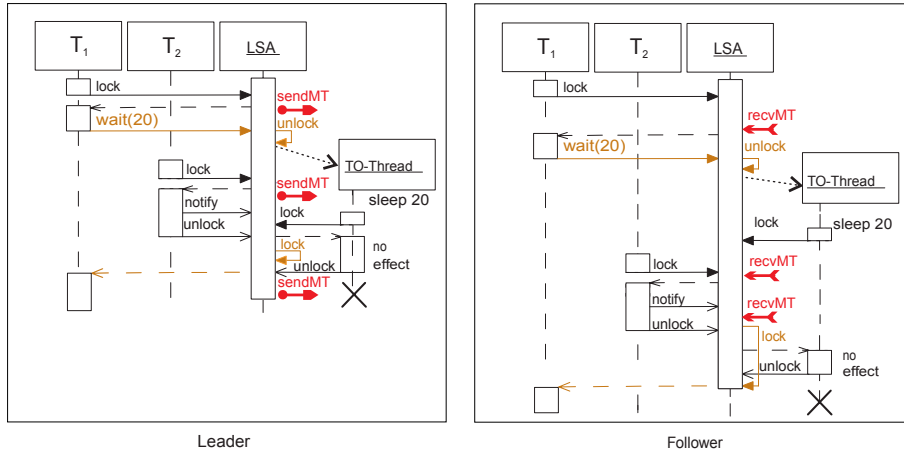 T1
T2
LSA
lock
sendMT
wait(20)
unlock
TO-Thread
lock
sendMT
sleep 20
notify
lock
unlock
no
lock
effect
unlock
sendMT
Leader
T1
T2
LSA
lock
recvMT
wait(20)
unlock
TO-Thread
lock
sleep 20
lock
recvMT
notify
recvMT
unlock
lock
no
unlock
effect
Follower